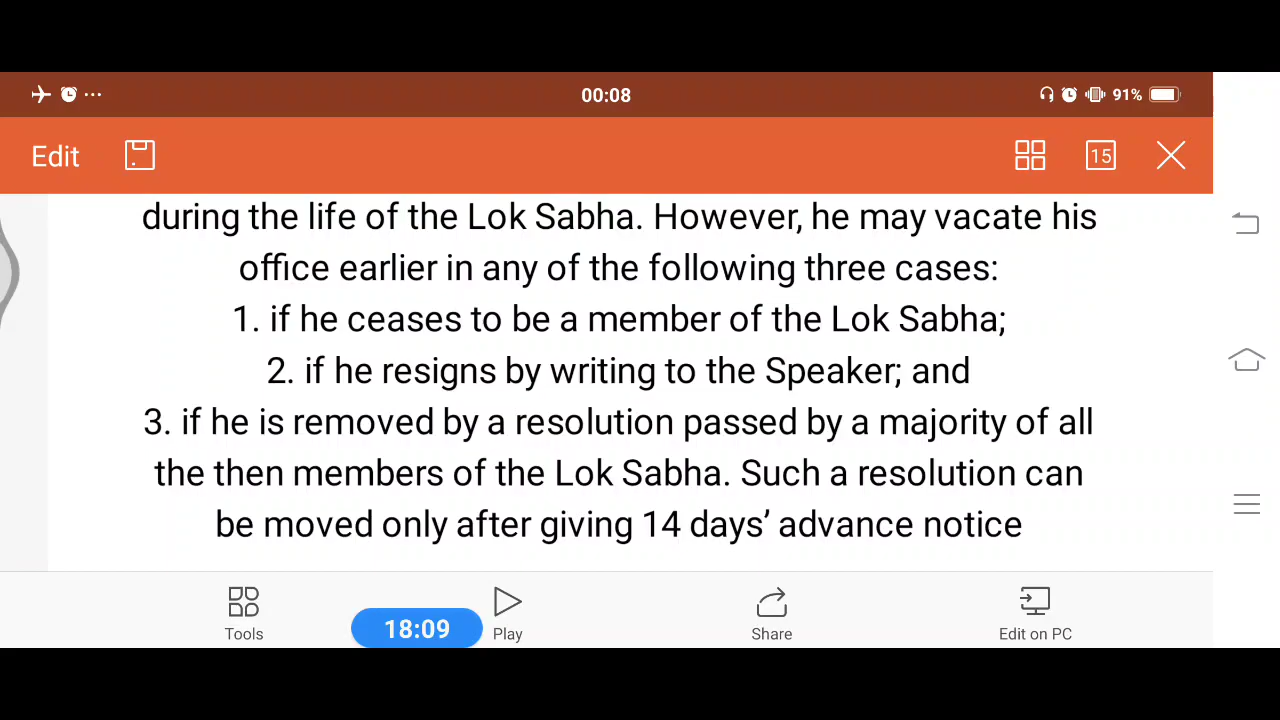 00:08
91%
Edit
15
during the life of the Lok Sabha. However, he may vacate his
office earlier in any of the following three cases:
1. if he ceases to be a member of the Lok Sabha;
2. if he resigns by writing to the Speaker; and
3. if he is removed by a resolution passed by a majority of all
the then members of the Lok Sabha. Such a resolution can
be moved only after giving 14 days’ advance notice
Tools
18:09
Play
Share
Edit on PC